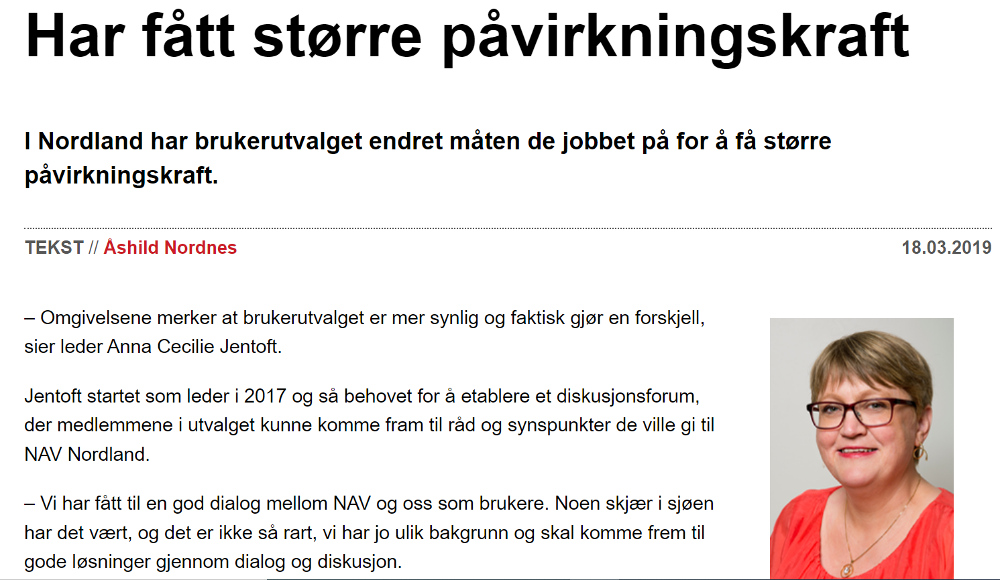 Har fått større påvirkningskraft
I Nordland har brukerutvalget endret måten de jobbet på for å få større
påvirkningskraft.
TEKST // Åshild Nordnes 18.03.2019
– Omgivelsene merker at brukerutvalget er mer synlig og faktisk gjør en forskjell,
sier leder Anna Cecilie Jentoft.
Jentoft startet som leder i 2017 og så behovet for å etablere et diskusjonsforum,
der medlemmene i utvalget kunne komme fram til råd og synspunkter de ville gi til
NAV Nordland.
– Vi har fått til en god dialog mellom NAV og oss som brukere. Noen skjær i sjøen
har det vært, og det er ikke så rart, vi har jo ulik bakgrunn og skal komme frem til
gode løsninger gjennom dialog og diskusjon.